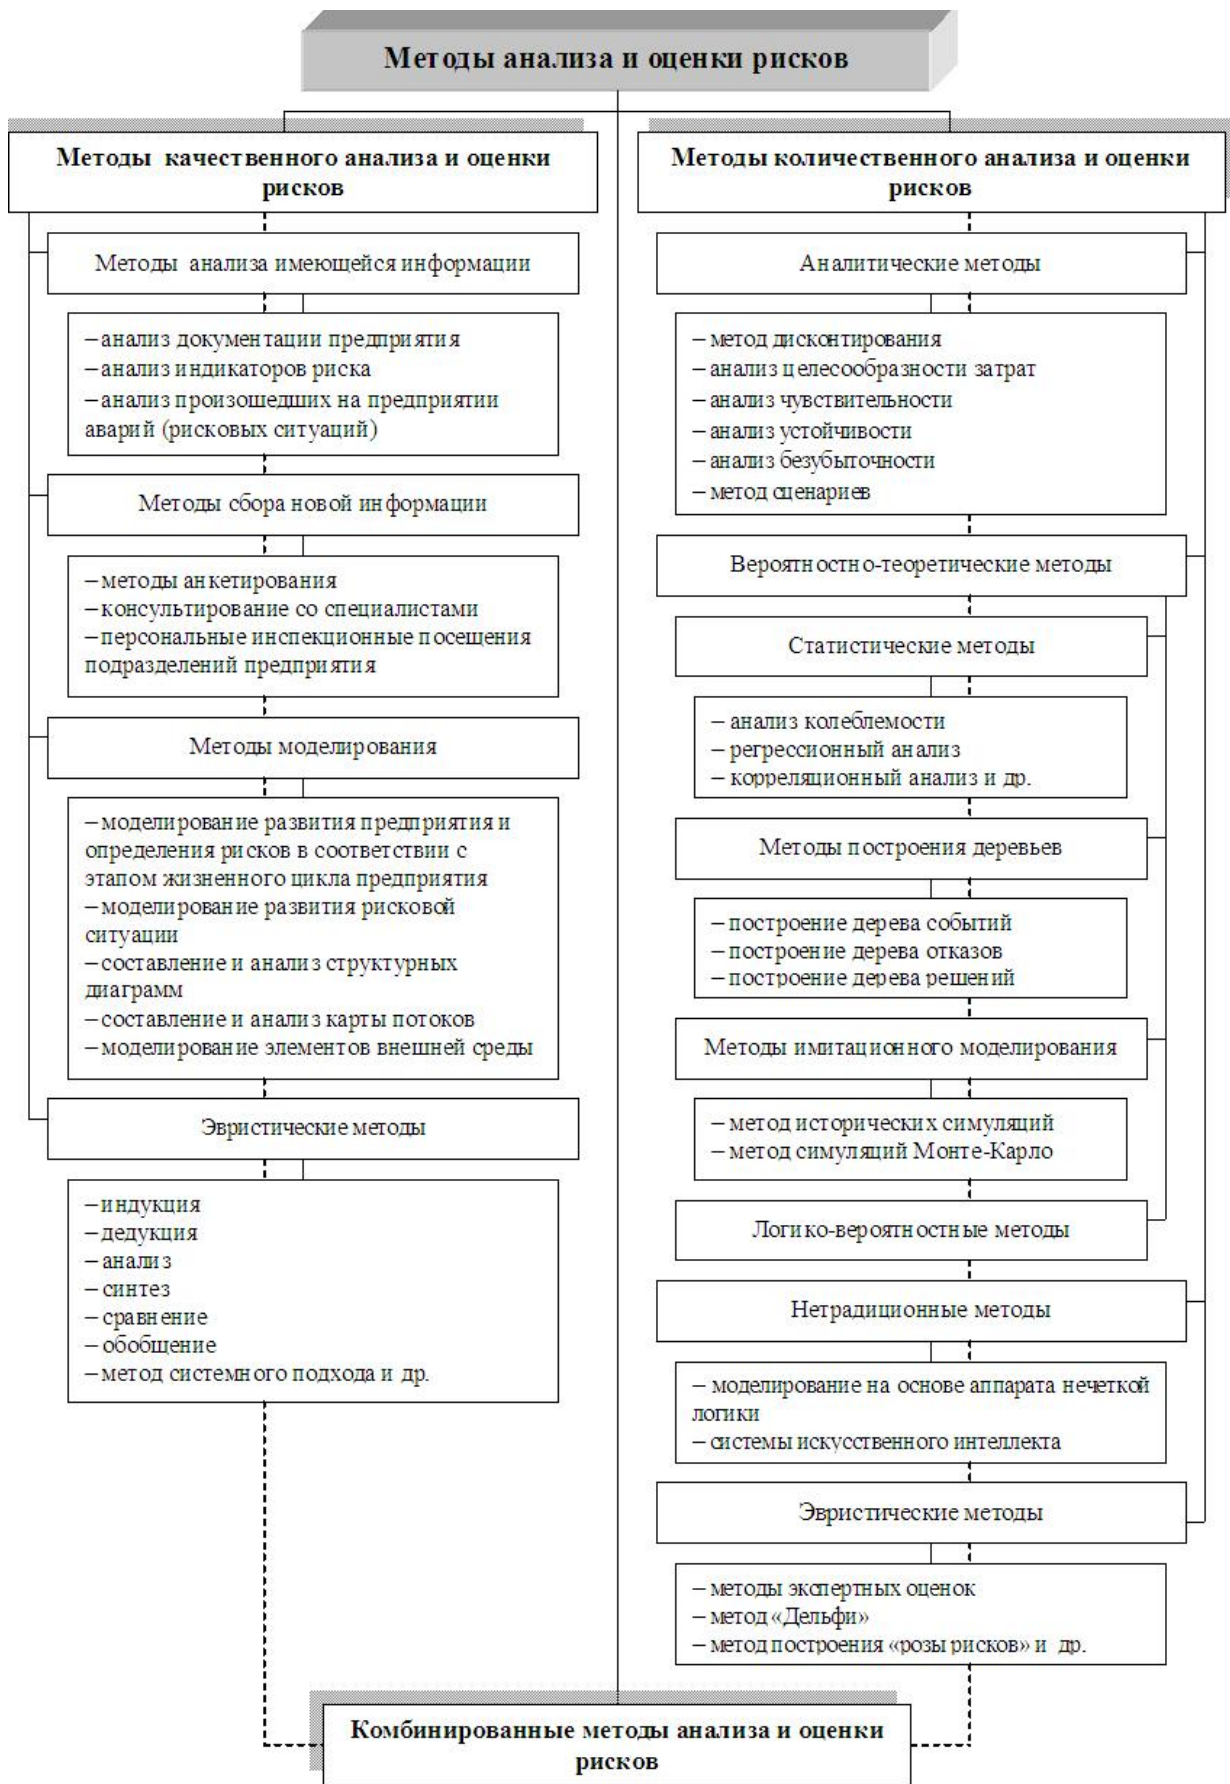 Методы анализа и оценки рисков
Методы качественного анализа и оценки
рисков
Методы анализа имеющейся информации
– анализ документации предприятия
– анализ индикаторов риска
– анализ произошедших на предприятии
аварий (рисковых ситуаций)
Методы сбора новой информации
– методы анкетирования
– консультирование со специалистами
– персональные инспекционные посещения
подразделений предприятия
Методы моделирования
– моделирование развития предприятия и
определения рисков в соответствии с
этапом жизненного цикла предприятия
– моделирование развития рисковой
ситуации
– составление и анализ структурных
диаграмм
– составление и анализ карты потоков
– моделирование элементов внешней среды
Эвристические методы
– индукция
– дедукция
– анализ
– синтез
– сравнение
– обобщение
– метод системного подхода и др.
Методы количественного анализа и оценки
рисков
Аналитические методы
– метод дисконтирования
– анализ целесообразности затрат
– анализ чувствительности
– анализ устойчивости
– анализ безубыточности
– метод сценариев
Вероятностно-теоретические методы
Статистические методы
– анализ колеблемости
– регрессионный анализ
– корреляционный анализ и др.
Методы построения деревьев
– построение дерева событий
– построение дерева отказов
– построение дерева решений
Методы имитационного моделирования
– метод исторических симуляций
– метод симуляций Монте-Карло
Логико-вероятностные методы
Нетрадиционные методы
– моделирование на основе аппарата нечеткой
логики
– системы искусственного интеллекта
Эвристические методы
– методы экспертных оценок
– метод «Дельфи»
– метод построения «розы рисков» и др.
Комбинированные методы анализа и оценки
рисков